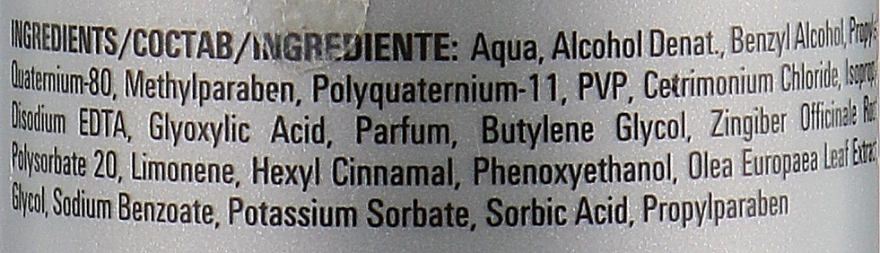 INGREDIENTS/COCTAB/INGREDIENTE: Aqua, Alcohol Denat., Benzyl Alcohol,
Quaternium-80, Methylparaben, Polyquaternium-11, PVP, Cetrimonium Chloride,
Disodium EDTA, Glyoxylic Acid, Parfum, Butylene Glycol, Zingiber Officinale
Polysorbate 20, Limonene, Hexyl Cinnamal, Phenoxyethanol, Olea Europaea Leaf Extract
Glycol, Sodium Benzoate, Potassium Sorbate, Sorbic Acid, Propylparaben